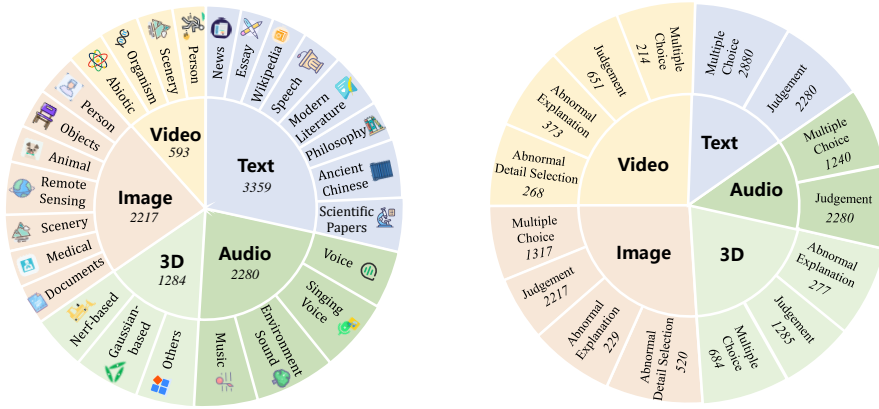 Video
593
Abiotic
Organism
Scenery
Person
Text
3359
News
Essay
Wikipedia
Speech
Modern
Literature
Philosophy
Ancient
Chinese
Scientific
Papers
Audio
2280
Voice
Singing
Voice
Environment
Sound
Music
3D
1284
Others
Gaussian-
based
Nerf-based
Image
2217
Documents
Medical
Scenery
Remote
Sensing
Animal
Objects
Person
Text
Multiple
Choice
2880
Judgement
2280
Audio
Multiple
Choice
1240
Judgement
2280
3D
Abnormal
Explanation
277
Judgement
1285
Multiple
Choice
684
Image
Abnormal
Detail Selection
520
Abnormal
Explanation
229
Judgement
2217
Multiple
Choice
1317
Video
Abnormal
Detail Selection
268
Abnormal
Explanation
373
Judgement
651
Multiple
Choice
214